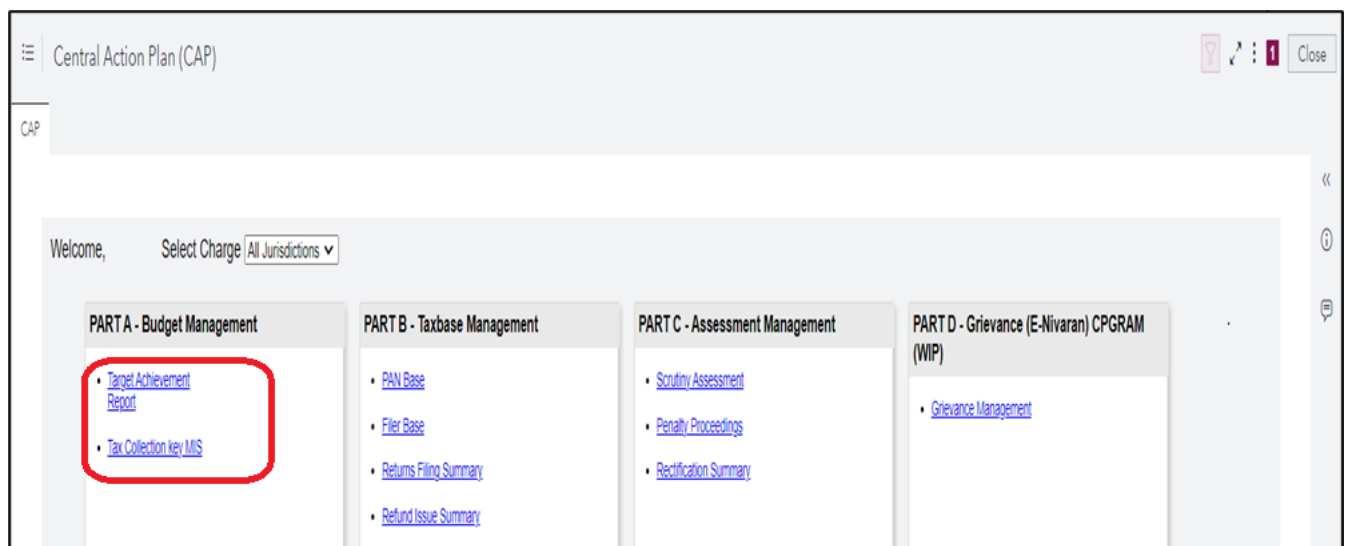 Central Action Plan (CAP)
1
Close
CAP
Welcome,
Select Charge All Jurisdictions
PART A - Budget Management
Target Achievement
Report
Tax Collection key MIS
PART B - Taxbase Management
PAN Base
Filer Base
Returns Filing Summary
Refund Issue Summary
PART C - Assessment Management
Scrutiny Assessment
Penalty Proceedings
Rectification Summary
PART D - Grievance (E-Nivaran) CPGRAM
(WIP)
Grievance Management